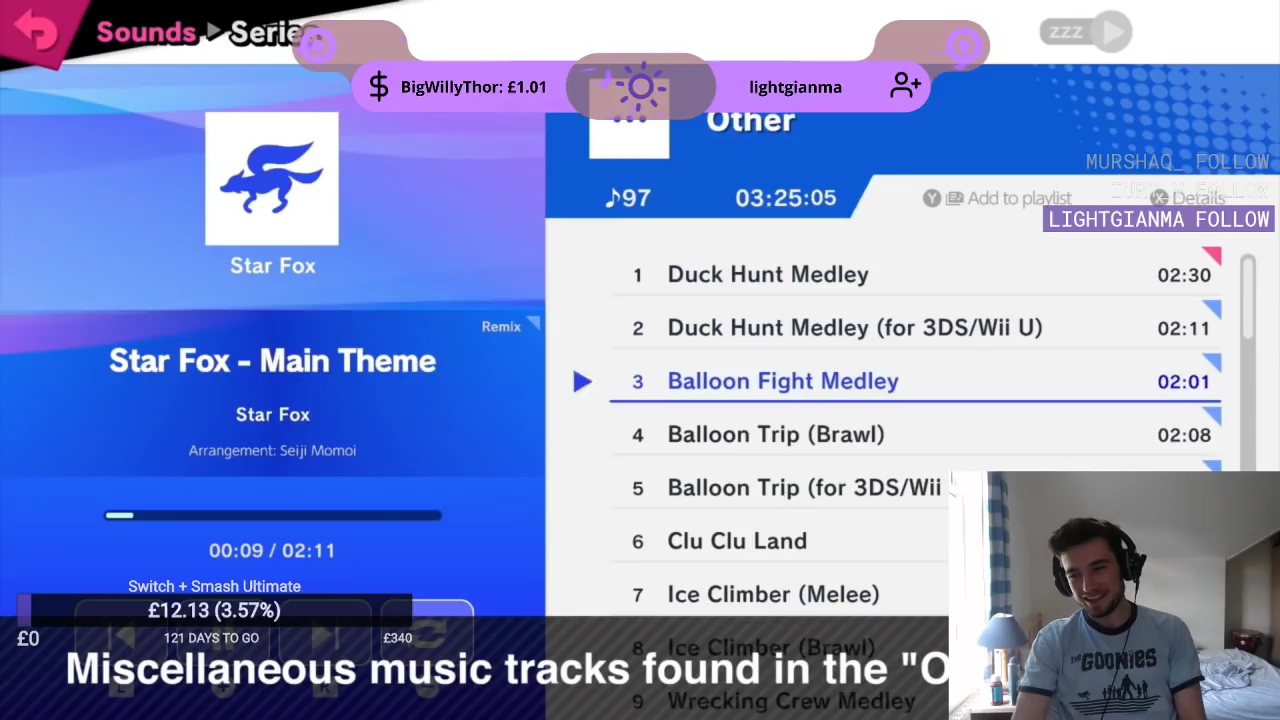 Sounds ▶ Serie
zzz
BigWillyThor: £1.01
lightgianma
Other
MURSHAQ_ FOLLOW
FOLLOW
LIGHTGIANMA FOLLOW
♪97
03:25:05
Y Add to playlist
X Details
Star Fox
Remix
Star Fox - Main Theme
Star Fox
Arrangement: Seiji Momoi
00:09 / 02:11
1 Duck Hunt Medley 02:30
2 Duck Hunt Medley (for 3DS/Wii U) 02:11
3 Balloon Fight Medley 02:01
4 Balloon Trip (Brawl) 02:08
5 Balloon Trip (for 3DS/Wii
6 Clu Clu Land
7 Ice Climber (Melee)
8 Ice Climber (Brawl)
9 Wrecking Crew Medley
Switch + Smash Ultimate
£12.13 (3.57%)
£0
121 DAYS TO GO
£340
Miscellaneous music tracks found in the "O
THE GOONIES